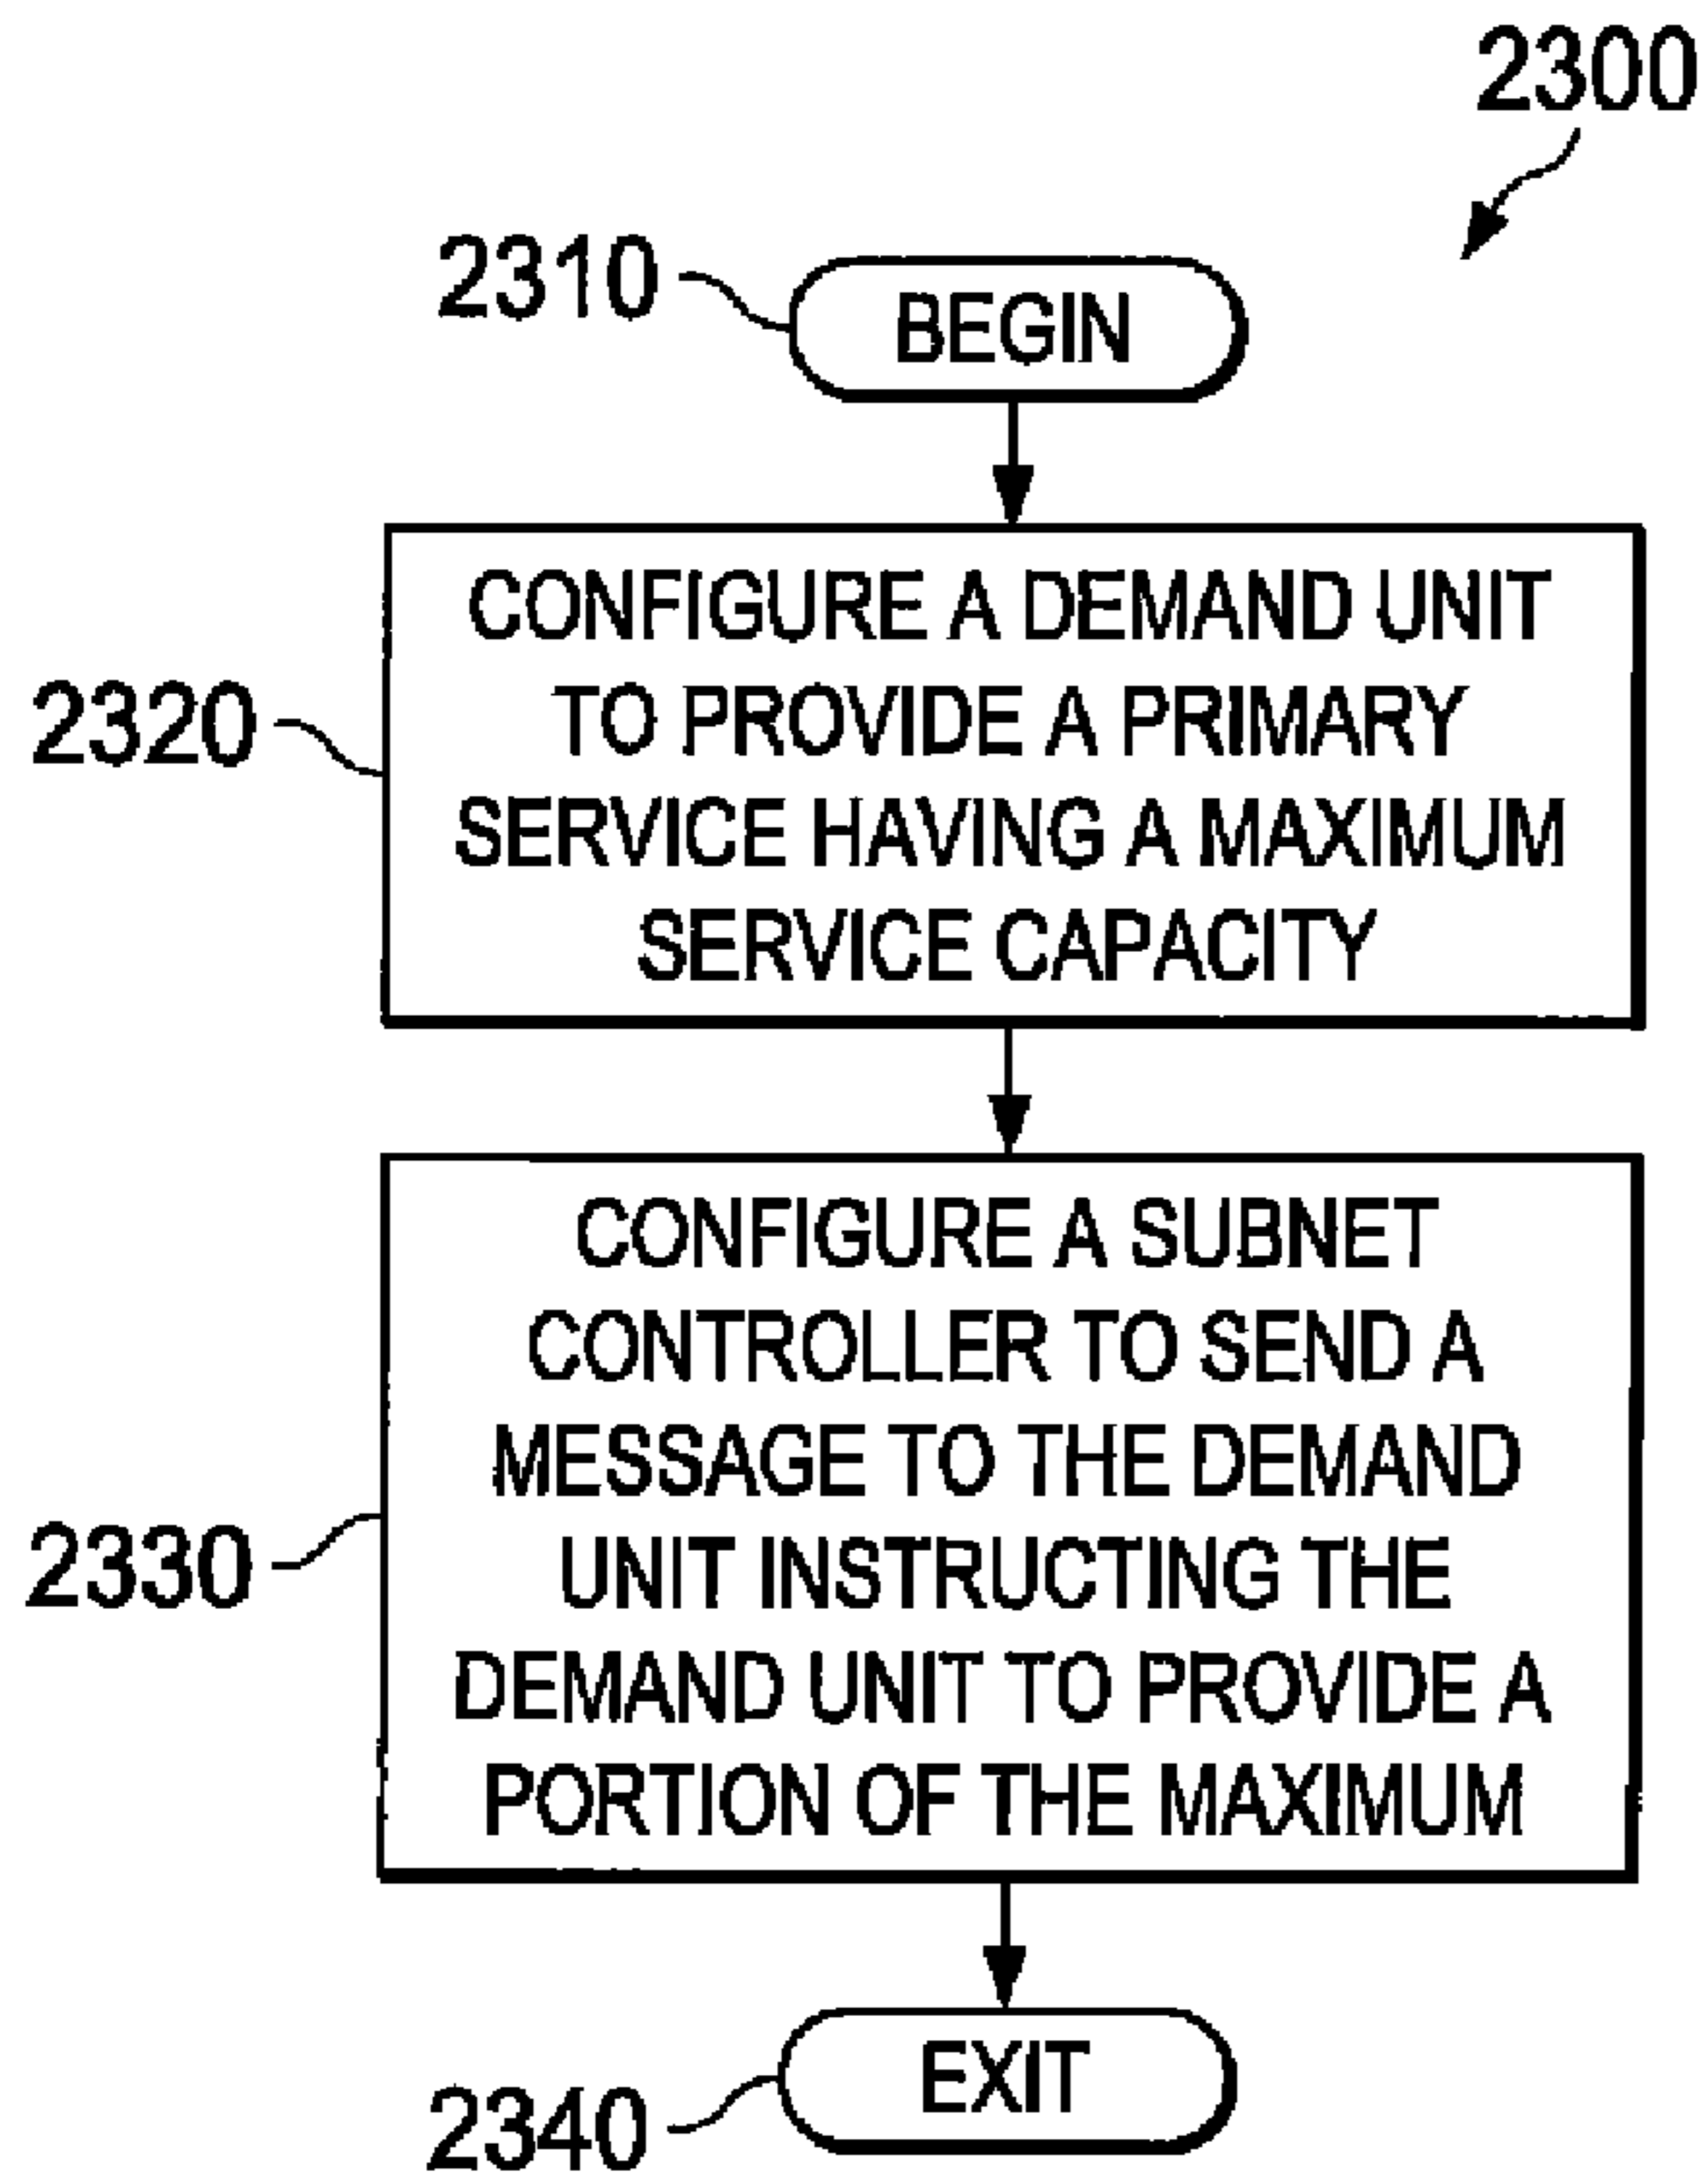 2300
2310
BEGIN
CONFIGURE A DEMAND UNIT
TO PROVIDE A PRIMARY
SERVICE HAVING A MAXIMUM
SERVICE CAPACITY
2320
CONFIGURE A SUBNET
CONTROLLER TO SEND A
MESSAGE TO THE DEMAND
UNIT INSTRUCTING THE
DEMAND UNIT TO PROVIDE A
PORTION OF THE MAXIMUM
2330
EXIT
2340